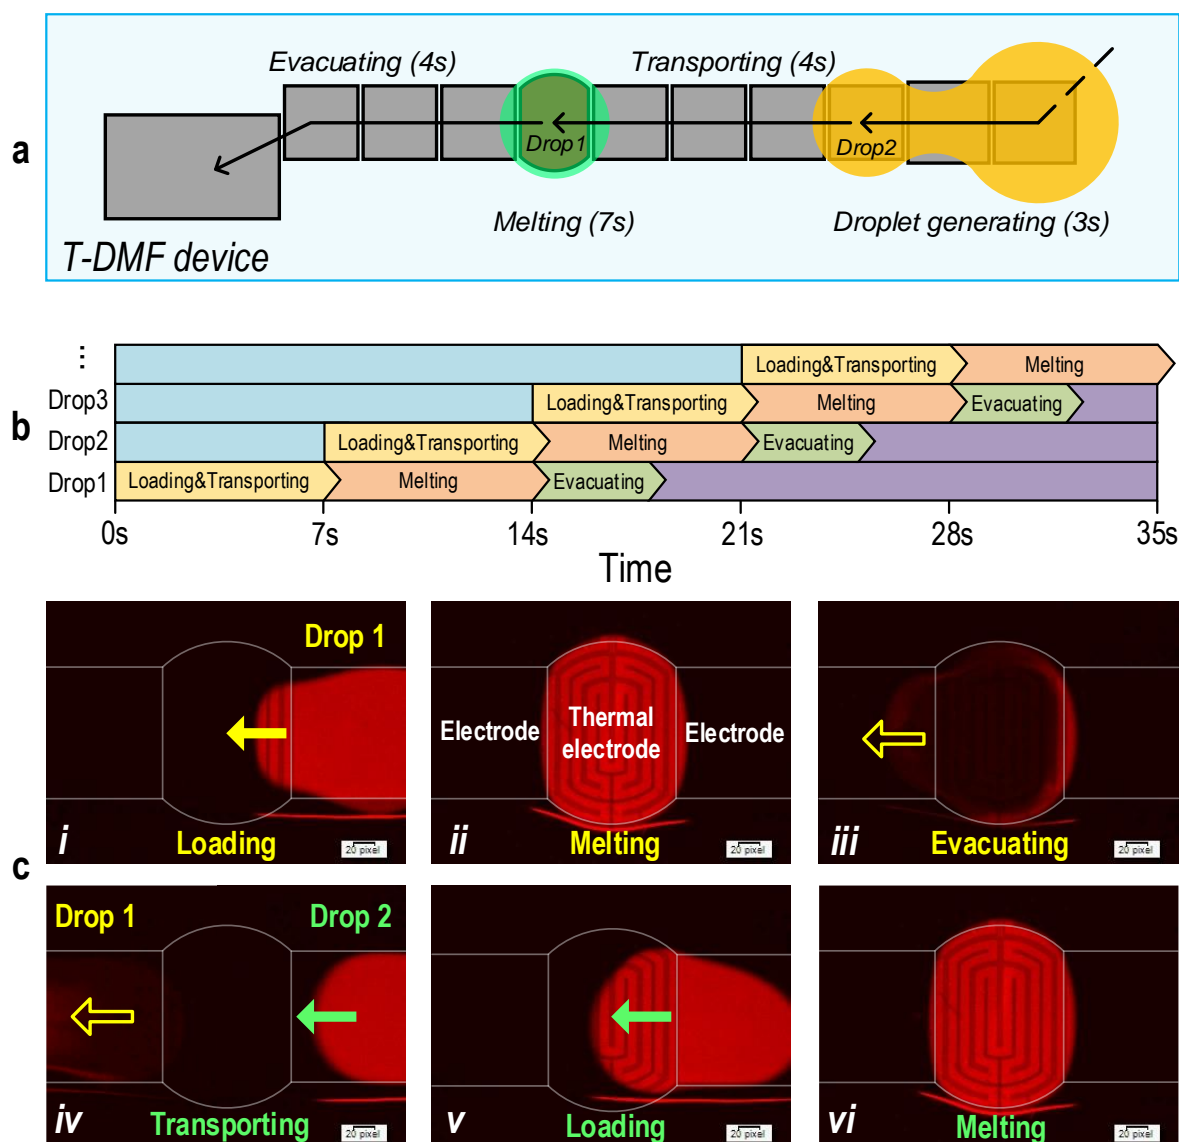 a
Evacuating (4s)
Transporting (4s)
Drop1
Drop2
Melting (7s)
Droplet generating (3s)
T-DMF device
b
...
Loading&Transporting
Melting
Drop3
Loading&Transporting
Melting
Evacuating
Drop2
Loading&Transporting
Melting
Evacuating
Drop1
Loading&Transporting
Melting
Evacuating
0s
7s
14s
21s
28s
35s
Time
c
Drop 1
i
Loading
20 pixel
Electrode
Thermal
electrode
Electrode
ii
Melting
20 pixel
iii
Evacuating
20 pixel
Drop 1
Drop 2
iv
Transporting
20 pixel
v
Loading
20 pixel
vi
Melting
20 pixel